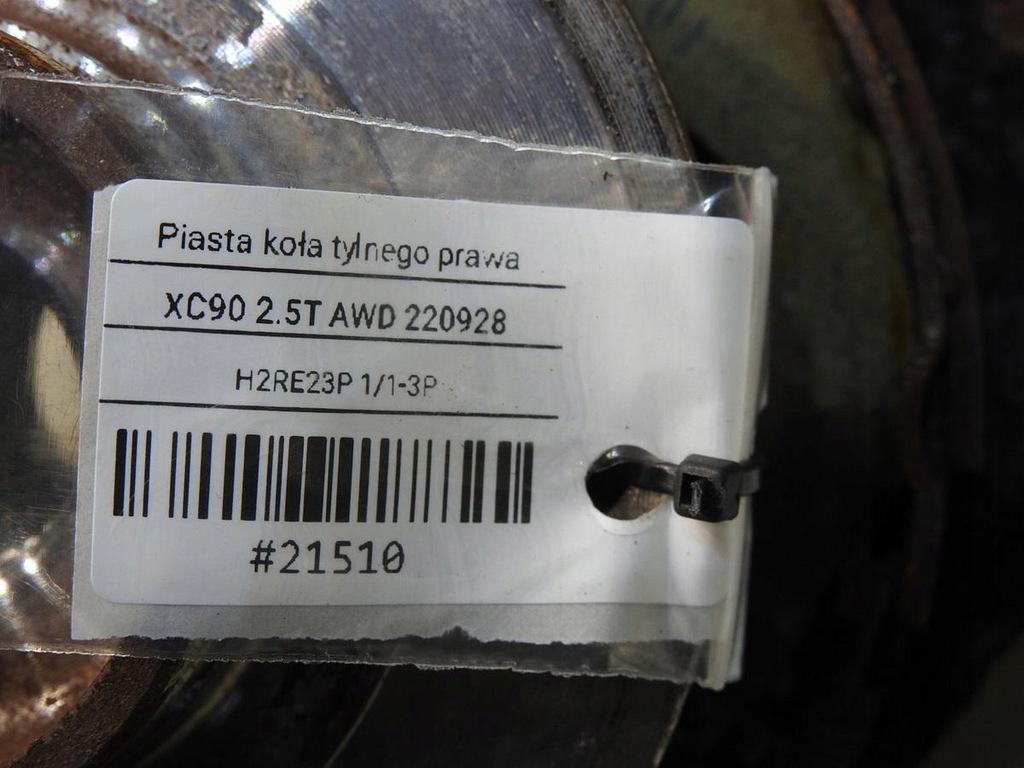 Piasta koła tylnego prawa
XC90 2.5T AWD 220928
H2RE23P 1/1-3P
#21510